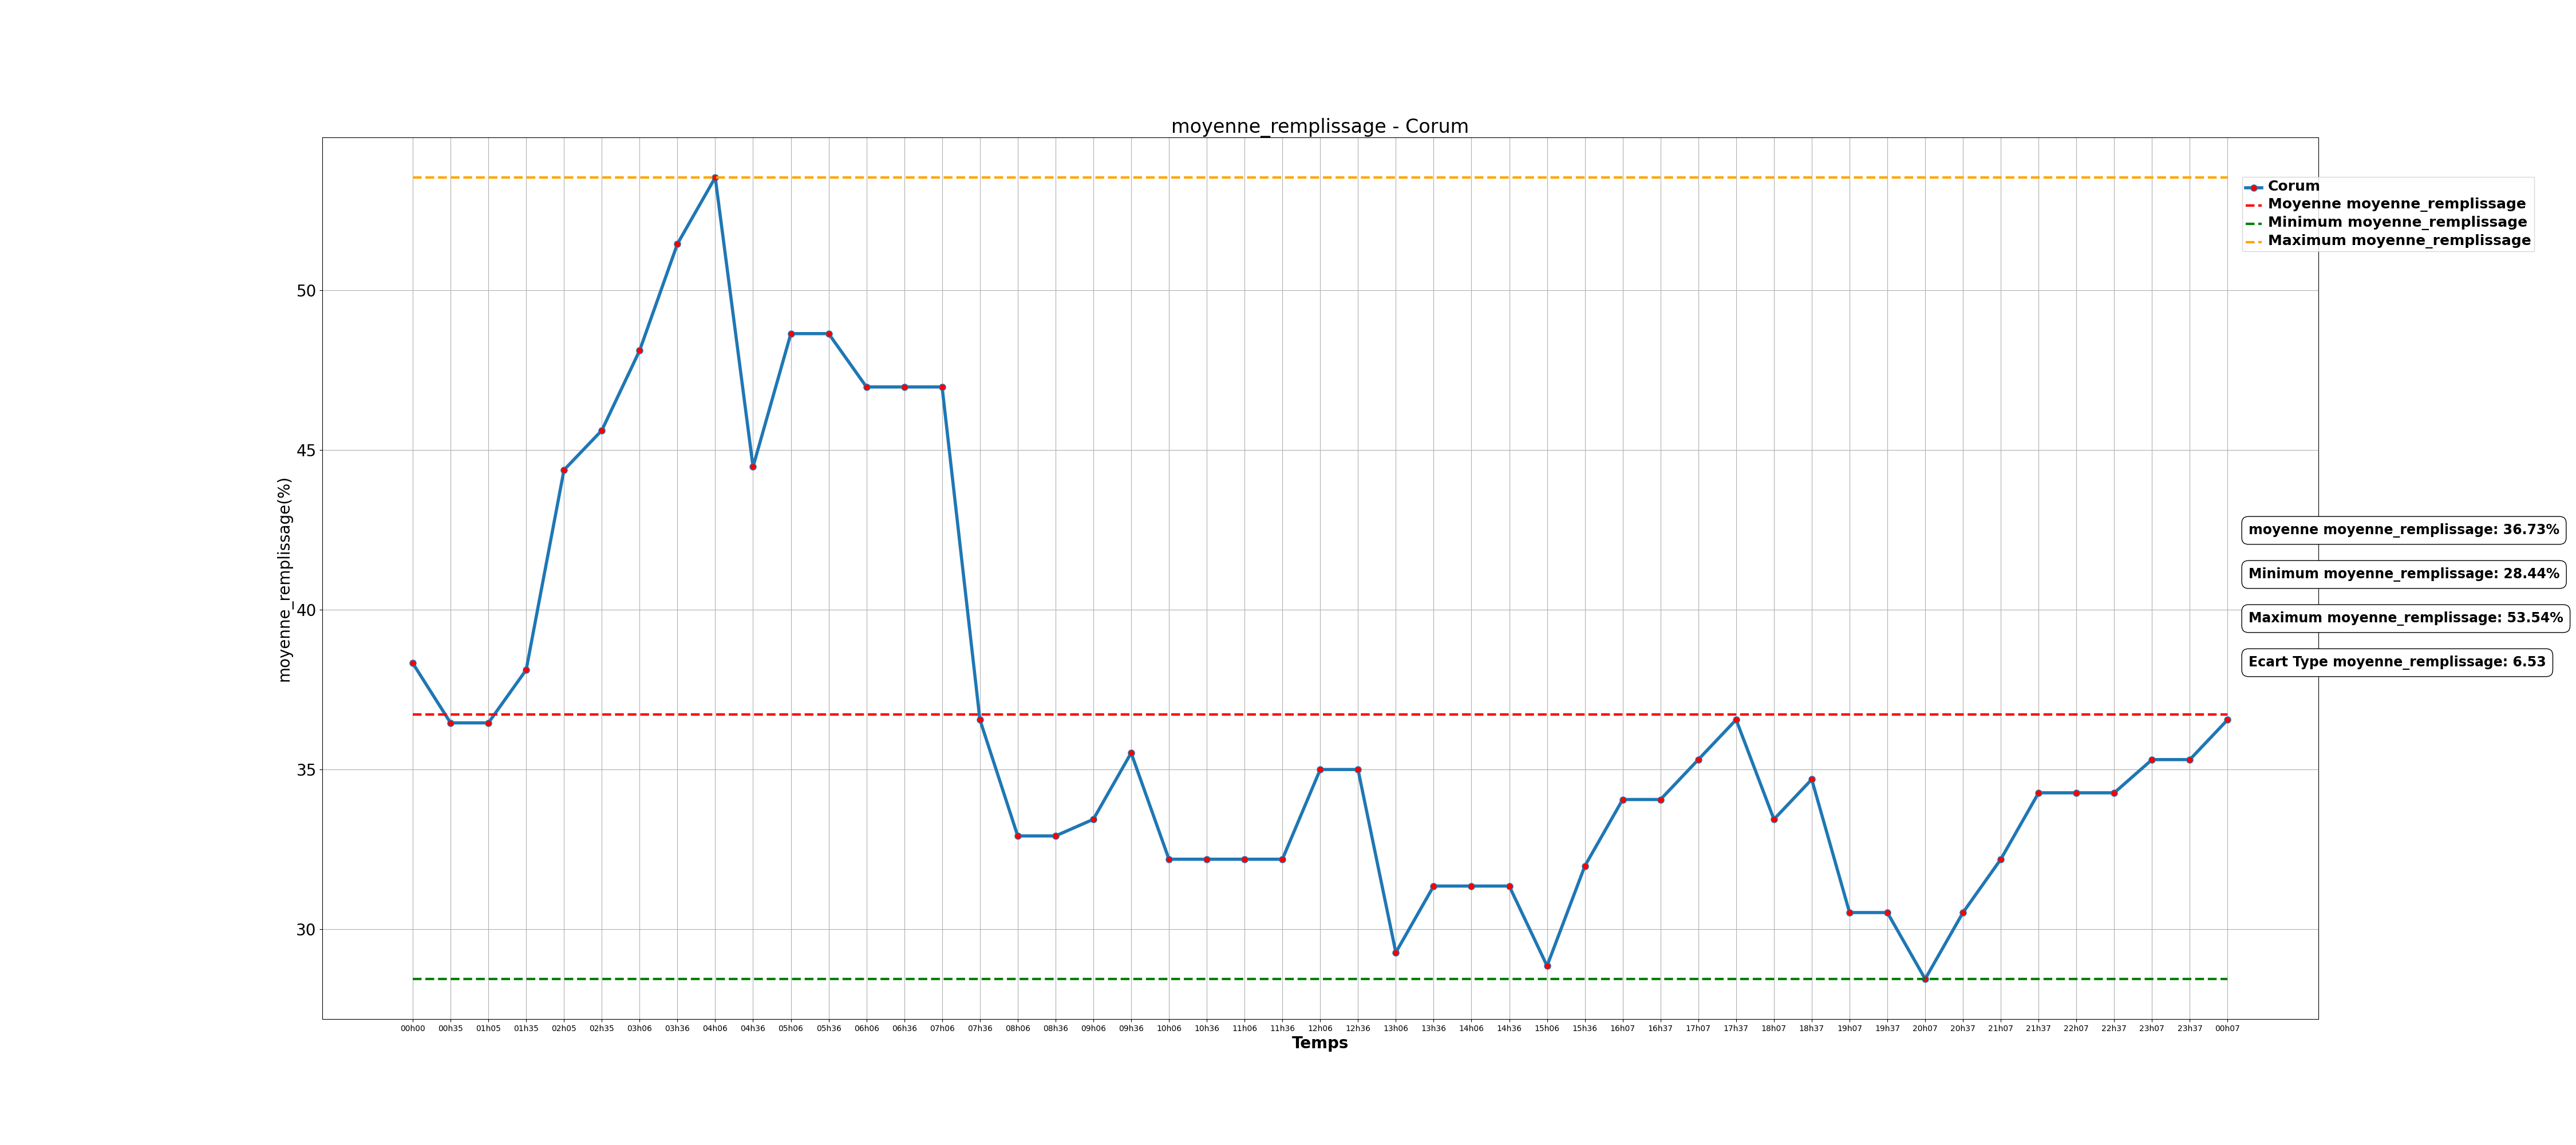 moyenne_remplissage - Corum
Corum
Moyenne moyenne_remplissage
Minimum moyenne_remplissage
Maximum moyenne_remplissage
50
45
40
35
30
moyenne_remplissage(%)
moyenne moyenne_remplissage: 36.73%
Minimum moyenne_remplissage: 28.44%
Maximum moyenne_remplissage: 53.54%
Ecart Type moyenne_remplissage: 6.53
00h00 00h35 01h05 01h35 02h05 02h35 03h06 03h36 04h06 04h36 05h06 05h36 06h06 06h36 07h06 07h36 08h06 08h36 09h06 09h36 10h06 10h36 11h06 11h36 12h06 12h36 13h06 13h36 14h06 14h36 15h06 15h36 16h07 16h37 17h07 17h37 18h07 18h37 19h07 19h37 20h07 20h37 21h07 21h37 22h07 22h37 23h07 23h37 00h07
Temps